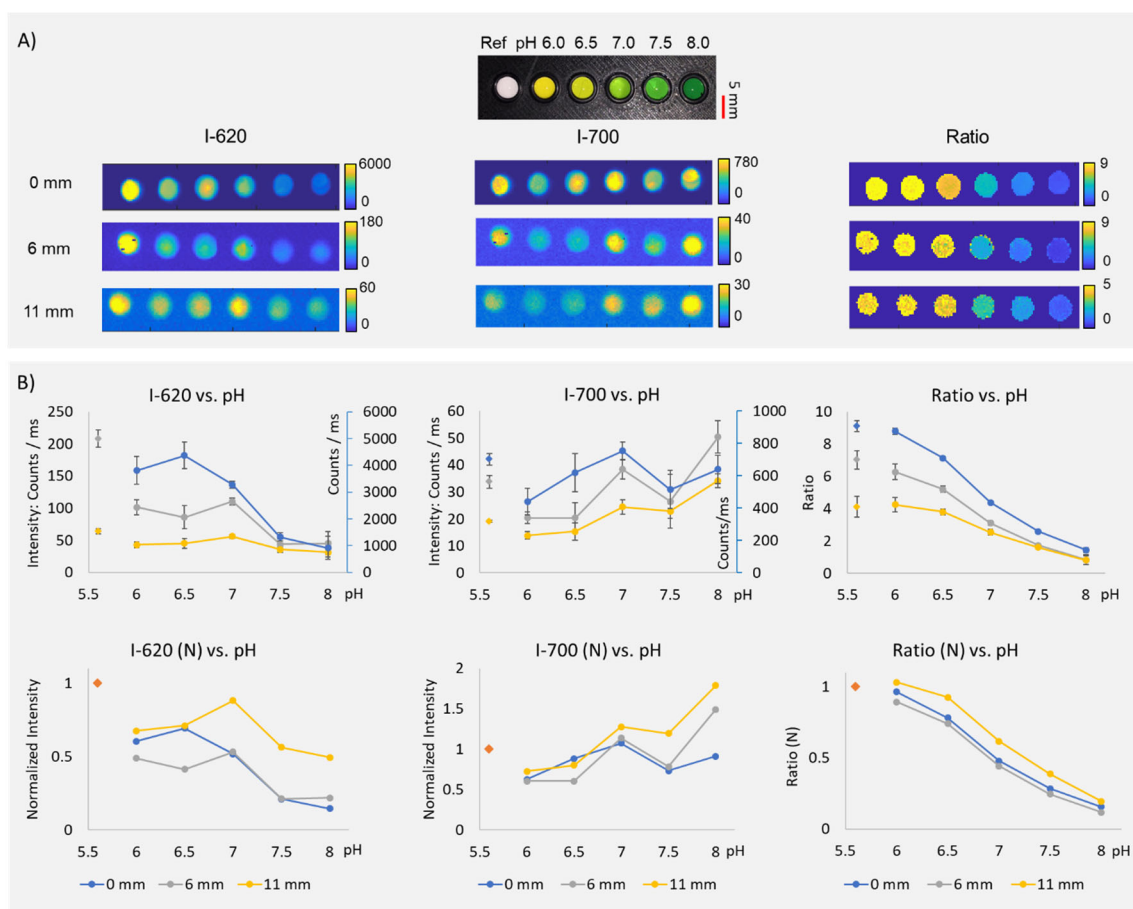 A)
Ref pH 6.0 6.5 7.0 7.5 8.0
5 mm
I-620 I-700 Ratio
0 mm 6000 0 780 0 9 0
6 mm 180 0 40 0 9 0
11 mm 60 0 30 0 5 0
B)
I-620 vs. pH
Intensity: Counts / ms
250
200
150
100
50
0
6000
5000
4000
3000
2000
1000
0
Counts / ms
5.5 6 6.5 7 7.5 8 pH
I-700 vs. pH
Intensity: Counts / ms
60
50
40
30
20
10
0
1000
800
600
400
200
0
Counts/ms
5.5 6 6.5 7 7.5 8 pH
Ratio vs. pH
Ratio
10
8
6
4
2
0
5.5 6 6.5 7 7.5 8 pH
I-620 (N) vs. pH
Normalized Intensity
1
0.5
0
5.5 6 6.5 7 7.5 8 pH
0 mm 6 mm 11 mm
I-700 (N) vs. pH
Normalized Intensity
2
1.5
1
0.5
0
5.5 6 6.5 7 7.5 8 pH
0 mm 6 mm 11 mm
Ratio (N) vs. pH
Ratio (N)
1
0.5
0
5.5 6 6.5 7 7.5 8 pH
0 mm 6 mm 11 mm